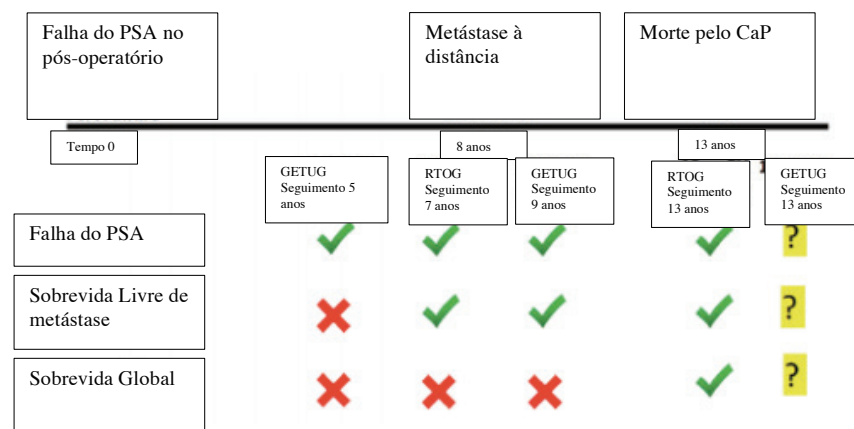 Falha do PSA no
pós-operatório
Metástase à
distância
Morte pelo CaP
Tempo 0
8 anos
13 anos
GETUG
Seguimento 5
anos
RTOG
Seguimento
7 anos
GETUG
Seguimento
9 anos
RTOG
Seguimento
13 anos
GETUG
Seguimento
13 anos
Falha do PSA
?
Sobrevida Livre de
metástase
?
Sobrevida Global
?